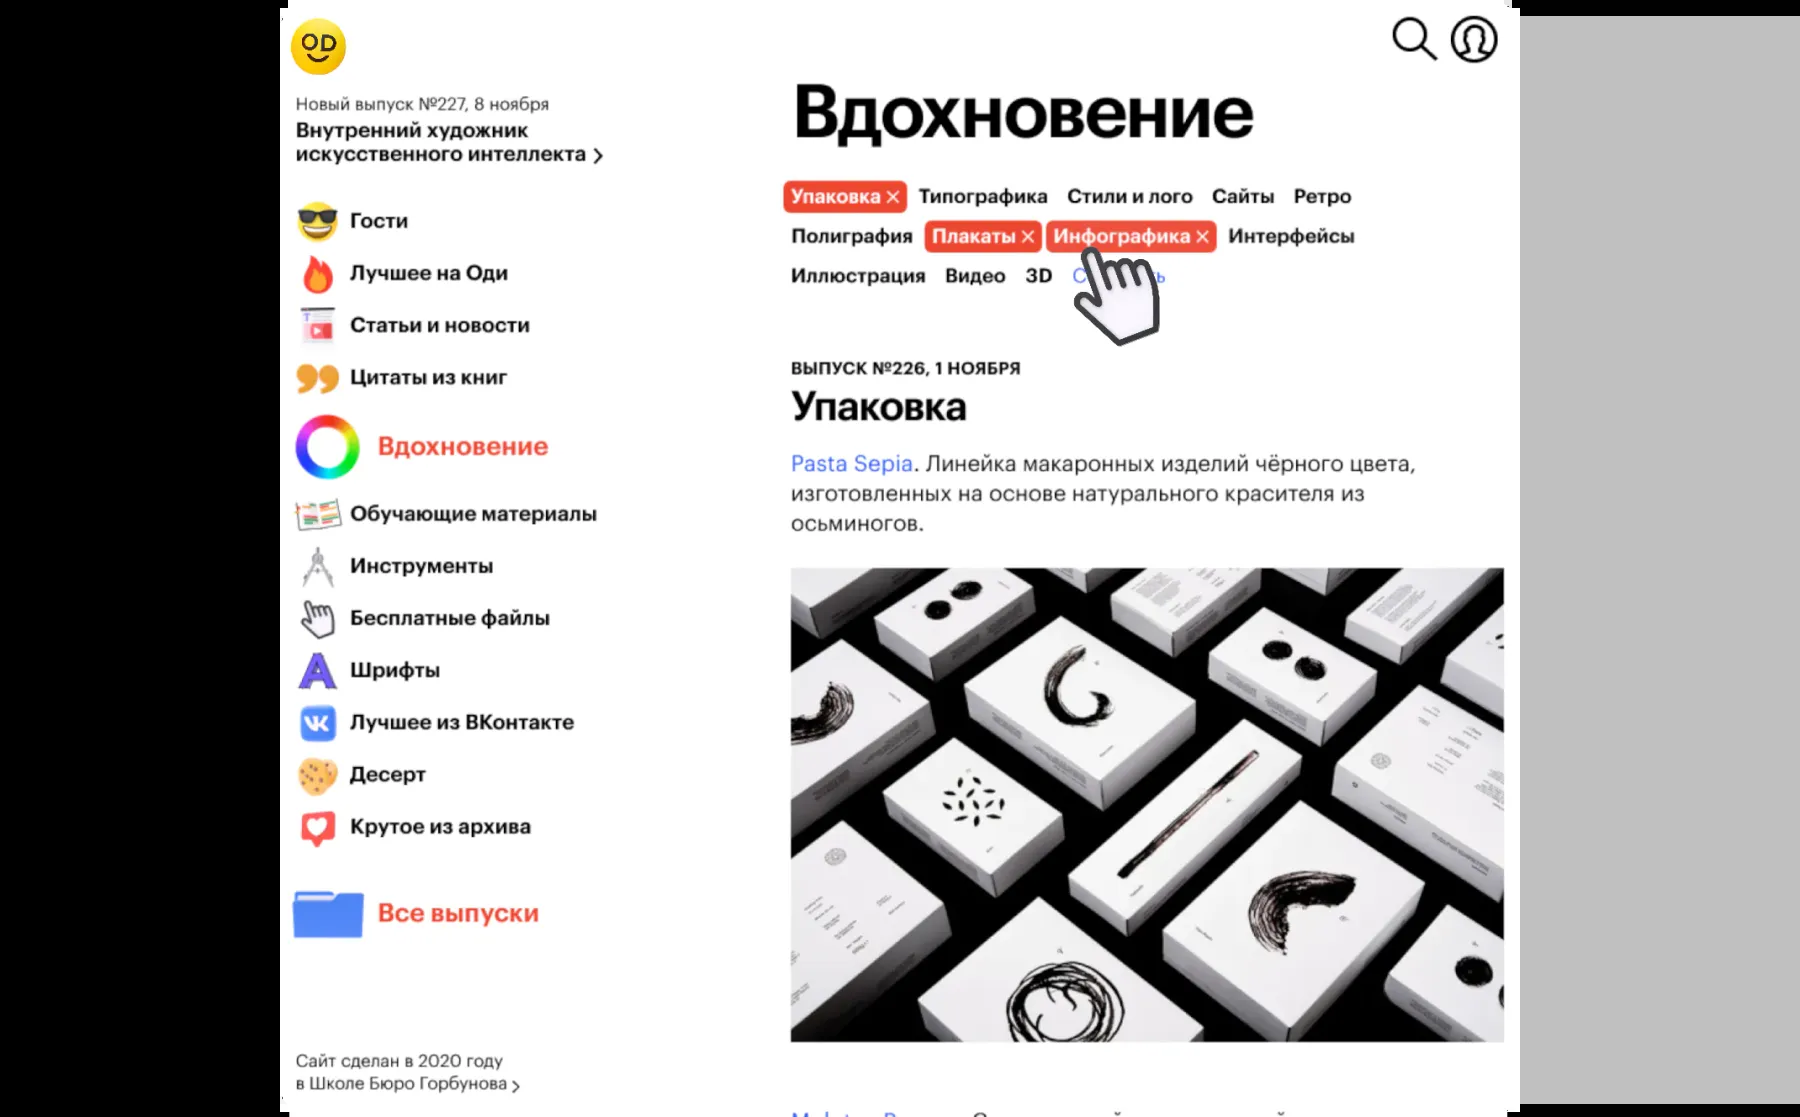 OD
Новый выпуск №227, 8 ноября
Внутренний художник
искусственного интеллекта >
Гости
Лучшее на Оди
Статьи и новости
Цитаты из книг
Вдохновение
Обучающие материалы
Инструменты
Бесплатные файлы
Шрифты
Лучшее из ВКонтакте
Десерт
Крутое из архива
Все выпуски
Сайт сделан в 2020 году
в Школе Бюро Горбунова >
Вдохновение
Упаковка × Типографика Стили и лого Сайты Ретро
Полиграфия Плакаты × Инфографика × Интерфейсы
Иллюстрация Видео 3D
ВЫПУСК №226, 1 НОЯБРЯ
Упаковка
Pasta Sepia. Линейка макаронных изделий чёрного цвета,
изготовленных на основе натурального красителя из
осьминогов.